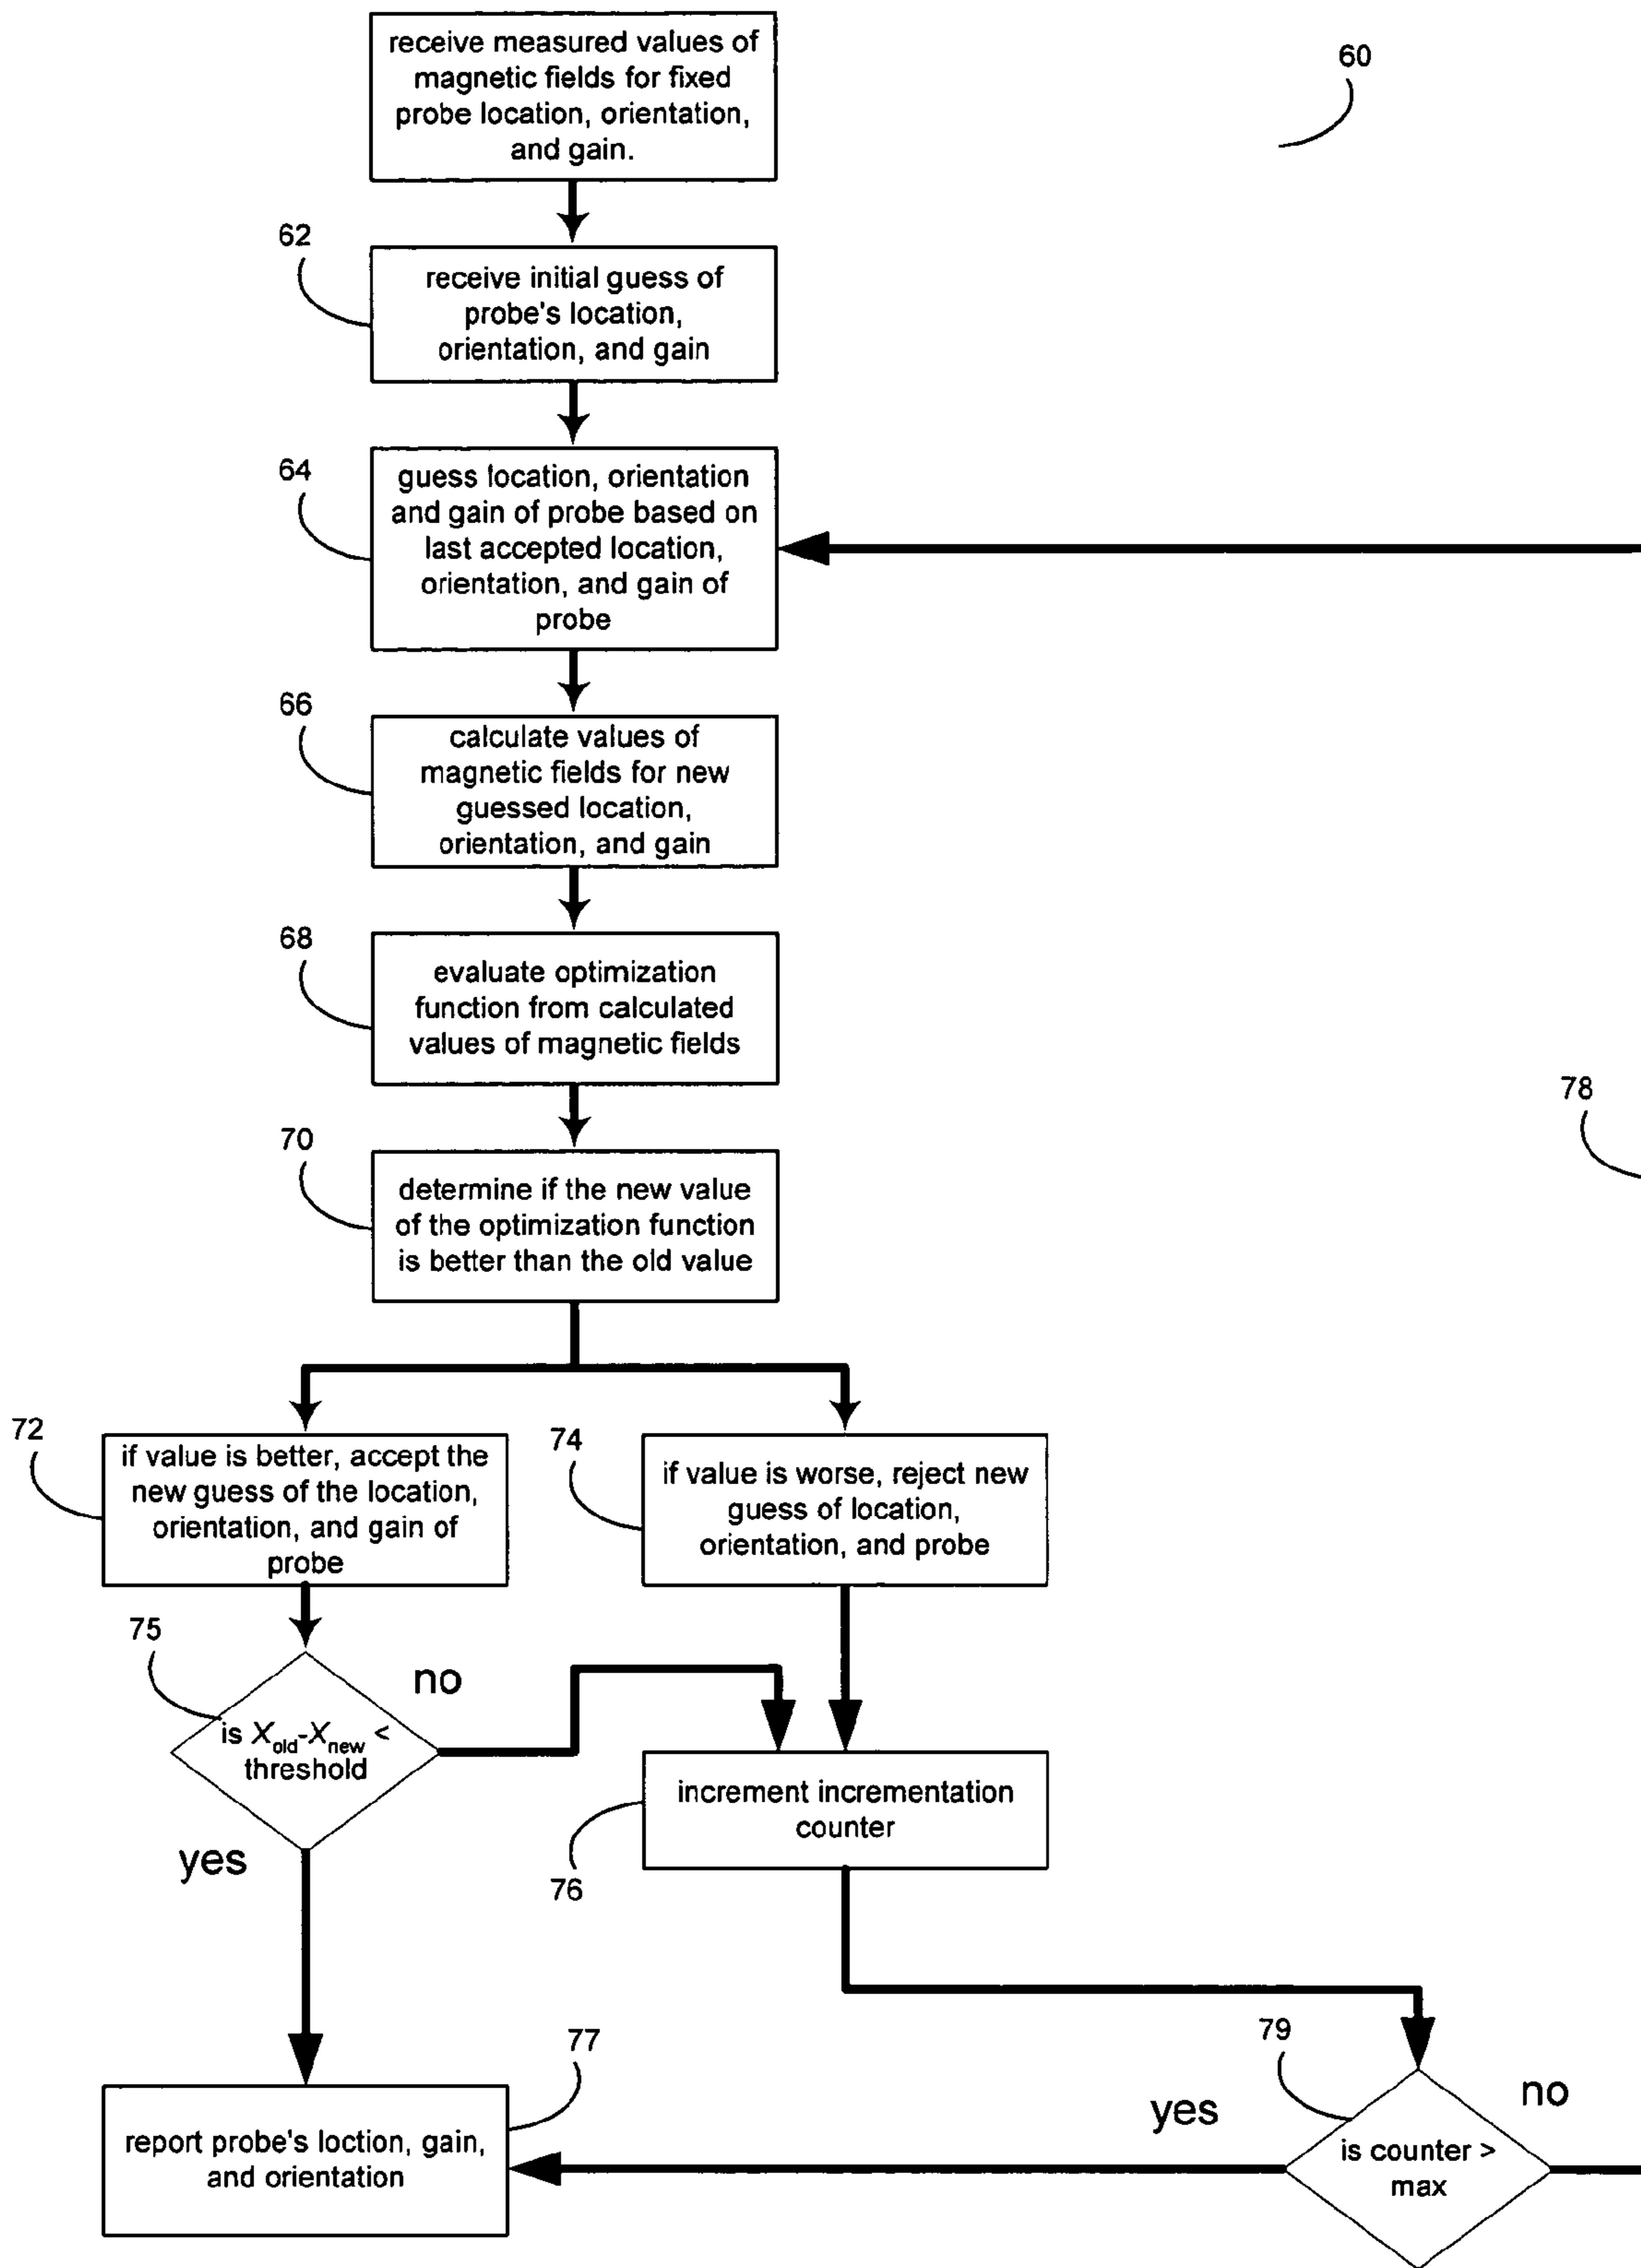 receive measured values of
magnetic fields for fixed
probe location, orientation,
and gain.
60
62
receive initial guess of
probe's location,
orientation, and gain
64
guess location, orientation
and gain of probe based on
last accepted location,
orientation, and gain of
probe
66
calculate values of
magnetic fields for new
guessed location,
orientation, and gain
68
evaluate optimization
function from calculated
values of magnetic fields
78
70
determine if the new value
of the optimization function
is better than the old value
72
if value is better, accept the
new guess of the location,
orientation, and gain of
probe
74
if value is worse, reject new
guess of location,
orientation, and probe
75
no
is Xold-Xnew <
threshold
yes
increment incrementation
counter
76
77
report probe's loction, gain,
and orientation
79
yes
no
is counter >
max